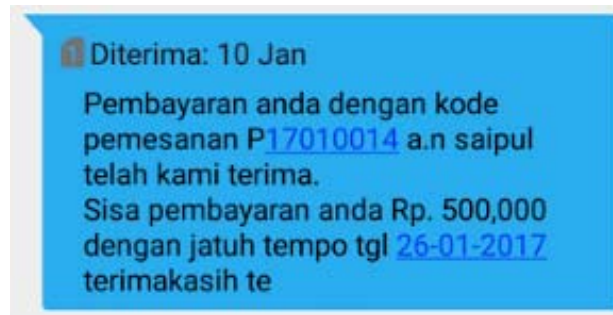 1 Diterima: 10 Jan
Pembayaran anda dengan kode
pemesanan P17010014 a.n saipul
telah kami terima.
Sisa pembayaran anda Rp. 500,000
dengan jatuh tempo tgl 26-01-2017
terimakasih te